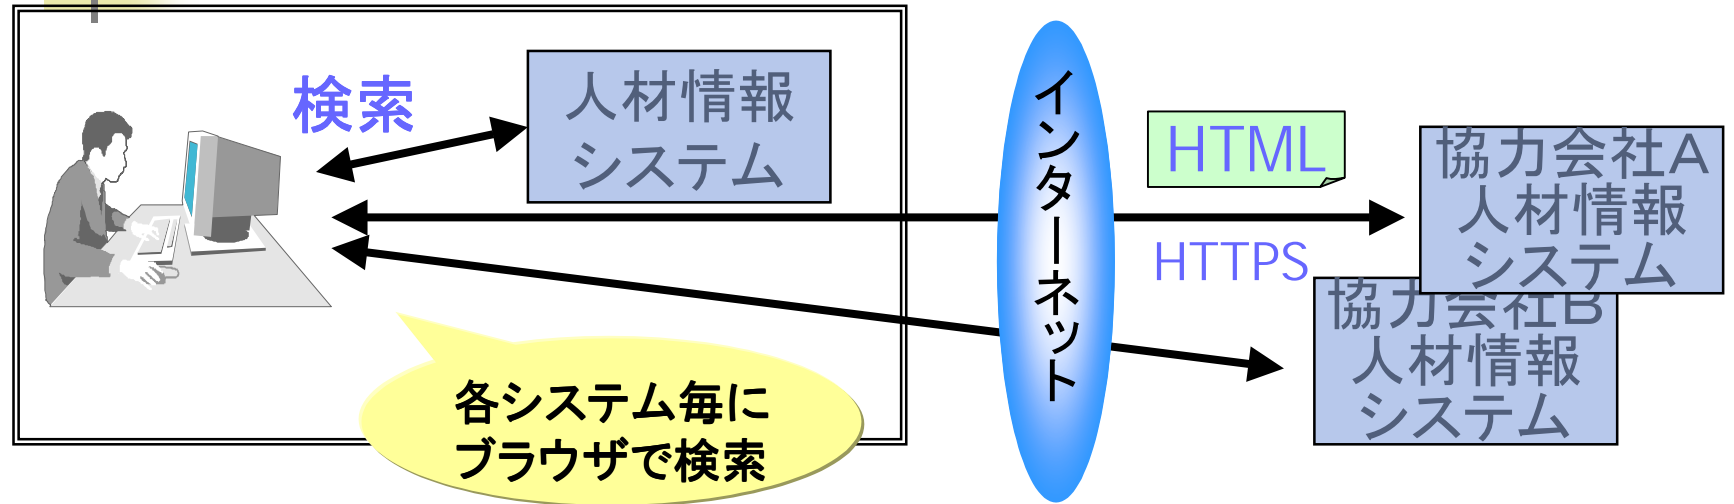 検索
人材情報
システム
インターネット
HTML
HTTPS
協力会社A
人材情報
システム
協力会社B
人材情報
システム
各システム毎に
ブラウザで検索